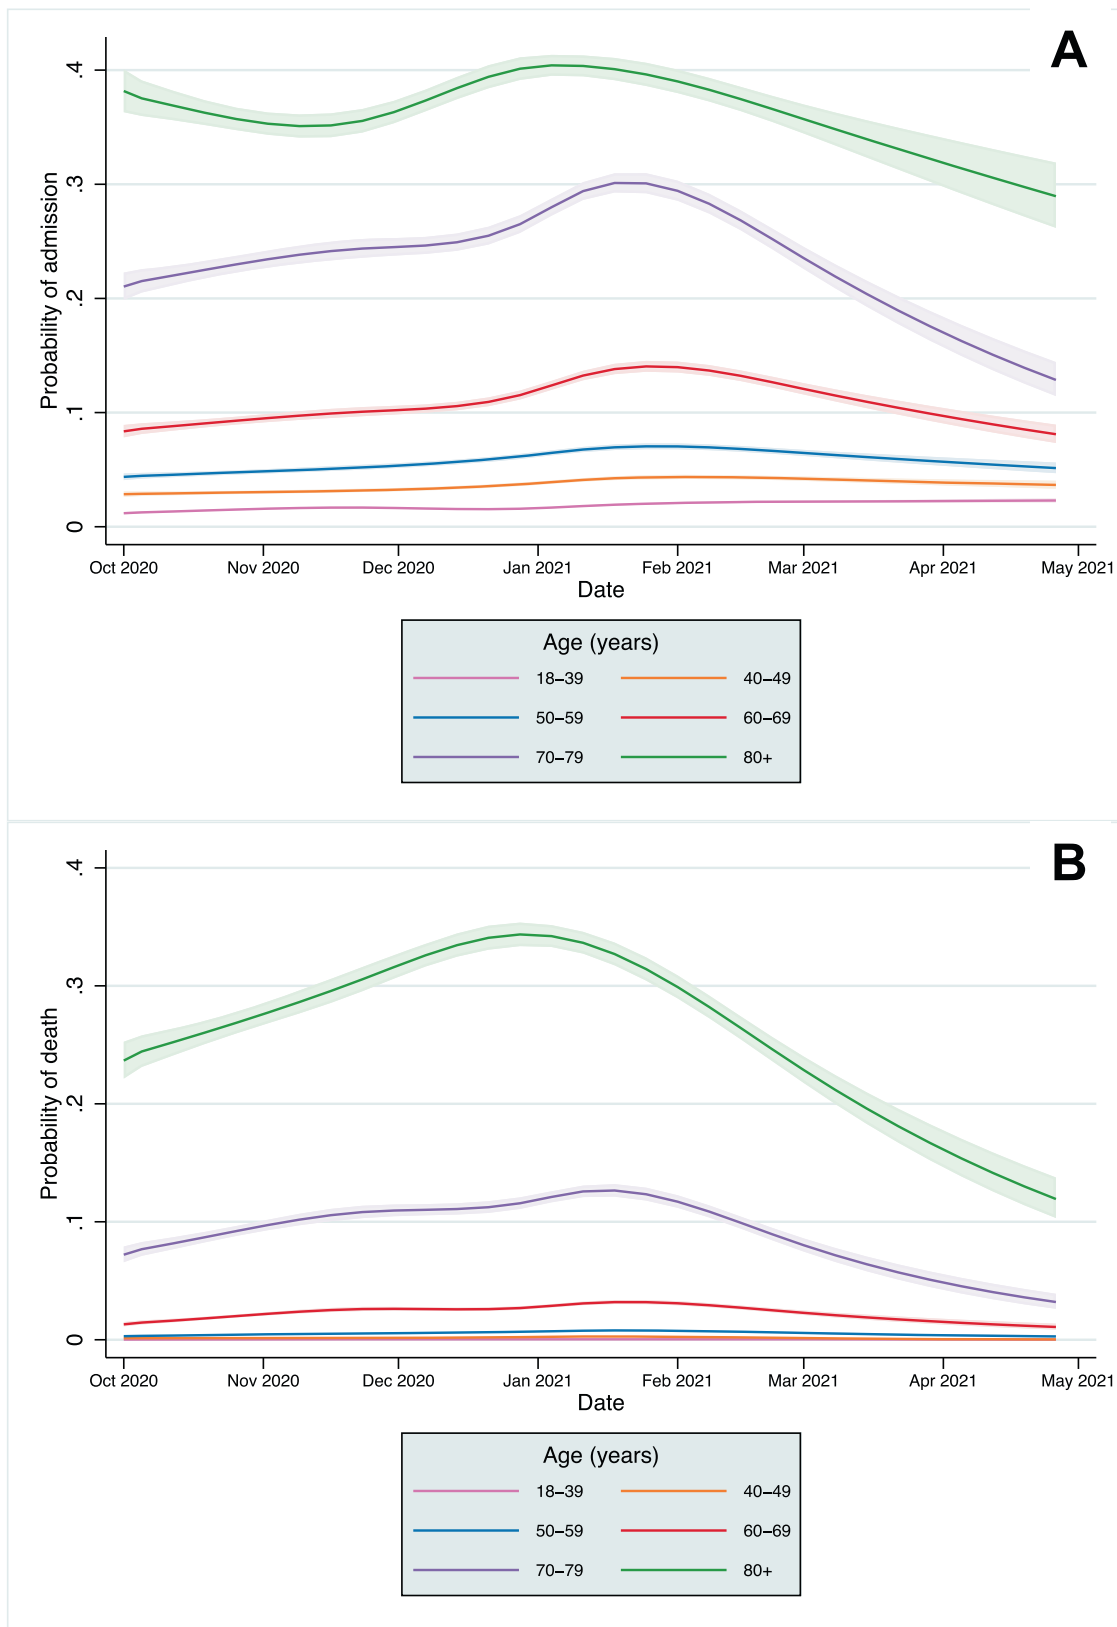 A
.4
.3
.2
.1
0
Probability of admission
Oct 2020 Nov 2020 Dec 2020 Jan 2021 Feb 2021 Mar 2021 Apr 2021 May 2021
Date
Age (years)
18–39 40–49
50–59 60–69
70–79 80+
B
.4
.3
.2
.1
0
Probability of death
Oct 2020 Nov 2020 Dec 2020 Jan 2021 Feb 2021 Mar 2021 Apr 2021 May 2021
Date
Age (years)
18–39 40–49
50–59 60–69
70–79 80+